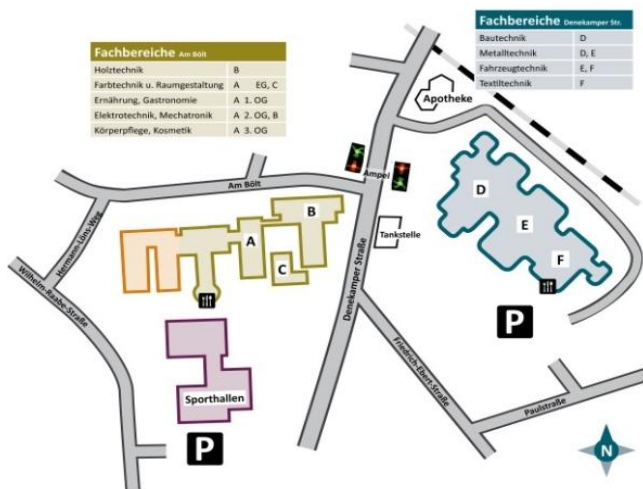 Fachbereiche Denekamper Str.
Bautechnik D
Metalltechnik D, E
Fahrzeugtechnik E, F
Textiltechnik F
Fachbereiche Am Bölt
Holztechnik B
Farbtechnik u. Raumgestaltung A EG, C
Ernährung, Gastronomie A 1. OG
Elektrotechnik, Mechatronik A 2. OG, B
Körperpflege, Kosmetik A 3. OG
Apotheke
Ampel
Am Bölt
D
B
E
A
Tankstelle
C
F
Hermann-Löns-Weg
Wilhelm-Raabe-Straße
Denekamper Straße
P
Friedrich-Ebert-Straße
Sporthallen
Paulstraße
P
N